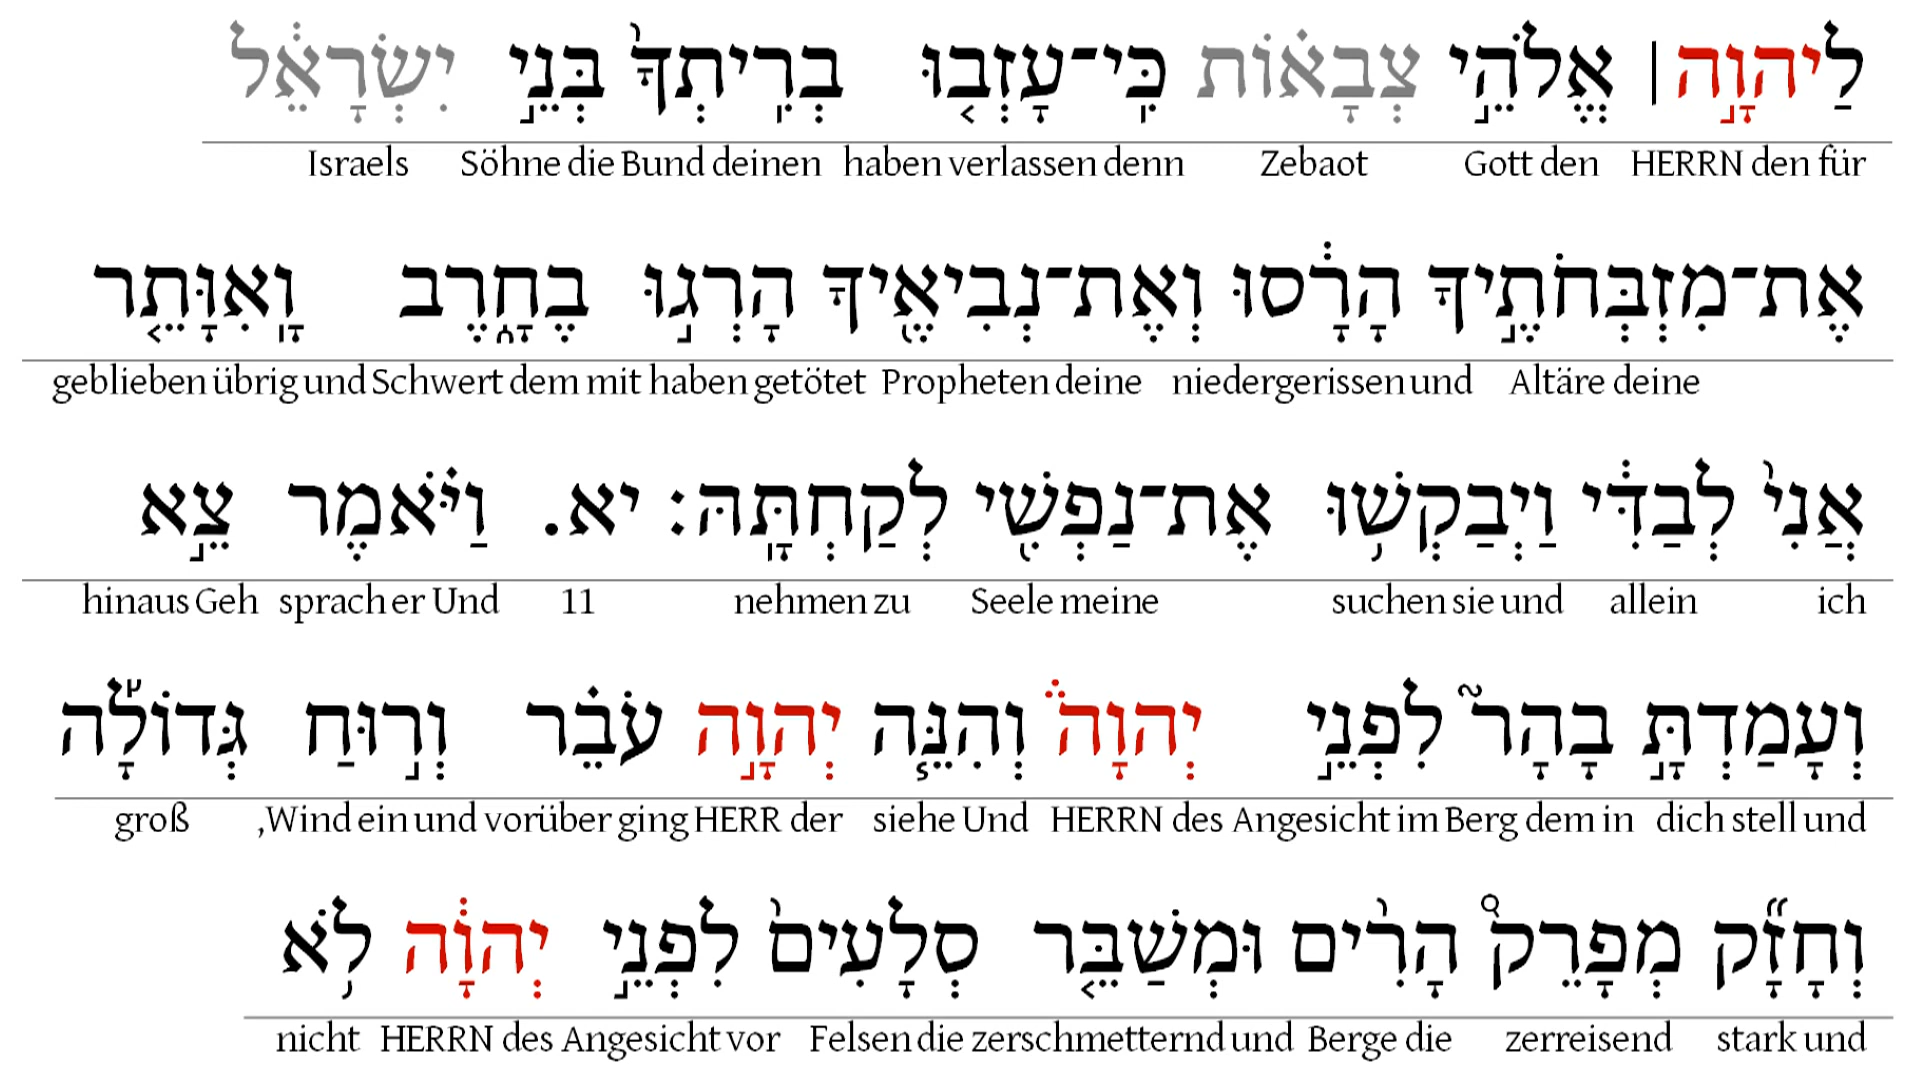 לַיהוָ֣ה ׀ אֱלֹהֵ֣י צְבָא֗וֹת כִּֽי־עָזְב֤וּ בְרִֽיתְךָ֙ בְּנֵ֣י יִשְׂרָאֵ֔ל
Israels Söhne die Bund deinen haben verlassen denn Zebaot Gott den HERRN den für
אֶת־מִזְבְּחֹתֶ֣יךָ הָרָ֔סוּ וְאֶת־נְבִיאֶ֖יךָ הָרְג֣וּ בֶחָ֑רֶב וָֽאִוָּתֵ֤ר
geblieben übrig und Schwert dem mit haben getötet Propheten deine niedergerissen und Altäre deine
אֲנִי֙ לְבַדִּ֔י וַיְבַקְשׁ֥וּ אֶת־נַפְשִׁ֖י לְקַחְתָּֽהּ׃ יא. וַיֹּ֗אמֶר צֵ֣א
hinaus Geh sprach er Und 11 nehmen zu Seele meine suchen sie und allein ich
וְעָמַדְתָּ֣ בָהָר֮ לִפְנֵ֣י יְהוָה֒ וְהִנֵּ֧ה יְהוָ֣ה עֹבֵ֗ר וְר֣וּחַ גְּדוֹלָ֡ה
groß ,Wind ein und vorüber ging HERR der siehe Und HERRN des Angesicht im Berg dem in dich stell und
וְחָזָ֞ק מְפָרֵק֩ הָרִ֨ים וּמְשַׁבֵּ֤ר סְלָעִים֙ לִפְנֵ֣י יְהוָ֔ה לֹ֥א
nicht HERRN des Angesicht vor Felsen die zerschmetternd und Berge die zerreisend stark und